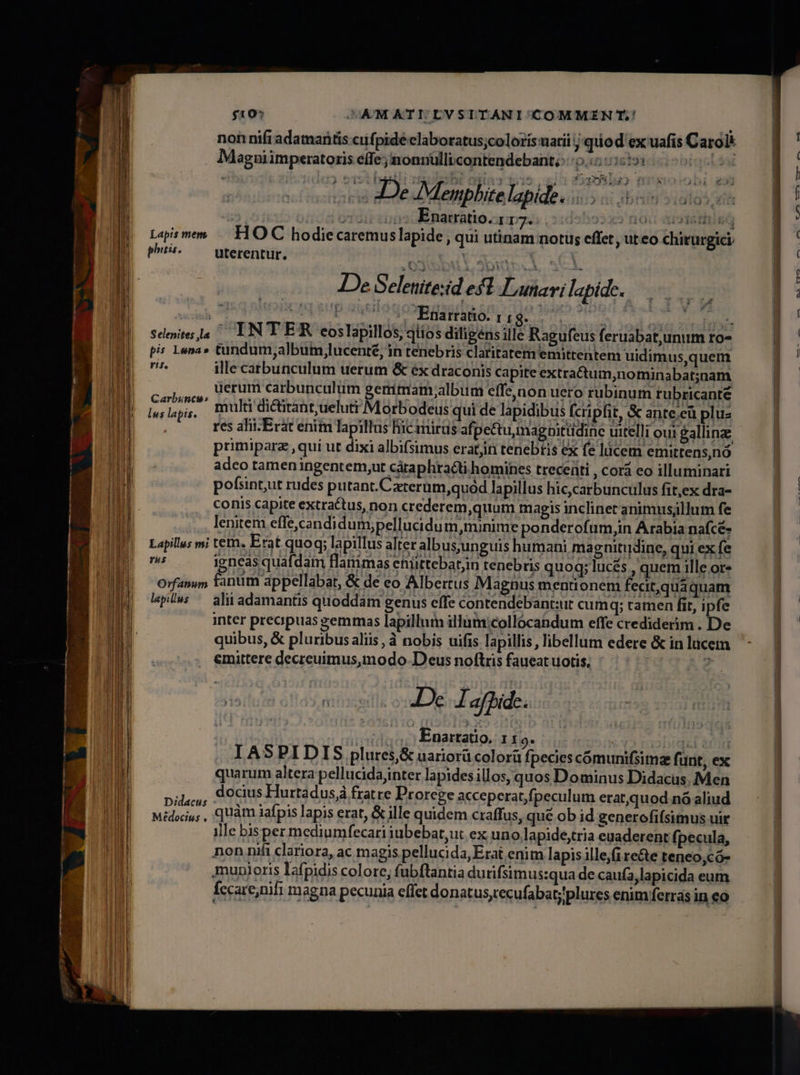 510 AMATI LVSITANI COMMENT.
non nisi adamantis cuspide elaboratus, coloris uarii, quod ex uasis Caroli
Magni imperatoris esse, nonnulli contendebant.
De Memphite lapide.
Enarratio. 117.
Lapis mem
phitis.
HOC hodie caremus lapide, qui utinam notus esset, ut eo chirurgici
uterentur.
De Selenite: id est Lunari lapide.
Enarratio. 118.
Selenites, la
pis Luna-
ris.
INTER eos lapillos, quos diligens ille Raguseus seruabat, unum ro-
tundum, album, lucentē, in tenebris claritatem emittentem uidimus, quem
ille carbunculum uerum & ex draconis capite extractum, nominabat; nam
Carbuncu-
lus lapis.
uerum carbunculum gemmam, album esse, non uero rubinum rubricantē
multi dictitant, ueluti Morbodeus qui de lapidibus scripsit, & ante eū plu-
res alii. Erat enim lapillus hic mirus aspectu, magnitudine uitelli oui gallinæ
primiparæ, qui ut dixi albissimus erat, in tenebris ex se lucem emittens, nō
adeo tamen ingentem, ut cataphracti homines trecenti, corā eo illuminari
possint, ut rudes putant. Cæterum, quòd lapillus hic, carbunculus sit, ex dra-
conis capite extractus, non crederem, quum magis inclinet animus, illum se
lenitem esse, candidum, pellucidum, minime ponderosum, in Arabia nascē-
Lapillus mi
rus
tem. Erat quoq; lapillus alter albus, unguis humani magnitudine, qui ex se
igneas quasdam flammas emittebat, in tenebris quoq; lucēs, quem ille or-
Orfanum
lapillus
fanum appellabat, & de eo Albertus Magnus mentionem fecit, quāquam
alii adamantis quoddam genus esse contendebant: ut cumq; tamen sit, ipse
inter præcipuas gemmas lapillum illum collocandum esse crediderim. De
quibus, & pluribus aliis, à nobis uisis lapillis, libellum edere & in lucem
emittere decreuimus, modo Deus nostris faueat uotis.
De Iaspide.
Enarratio. 119.
IASPIDIS plures, & uariorū colorū species cōmunissimæ sunt, ex
quarum altera pellucida, inter lapides illos, quos Dominus Didacus Men
Didacus
Mēdocius,
docius Hurtadus, à fratre Prorege acceperat, speculum erat, quod nō aliud
quàm iaspis lapis erat, & ille quidem crassus, quē ob id generosissimus uir
ille bis per medium secari iubebat, ut ex uno lapide, tria euaderent specula,
non nisi clariora, ac magis pellucida, Erat enim lapis ille, si recte teneo, cō-
munioris Iaspidis colore, substantia durissimus: qua de causa, lapicida eum
secare, nisi magna pecunia esset donatus, recusabat, plures enim serras in eo